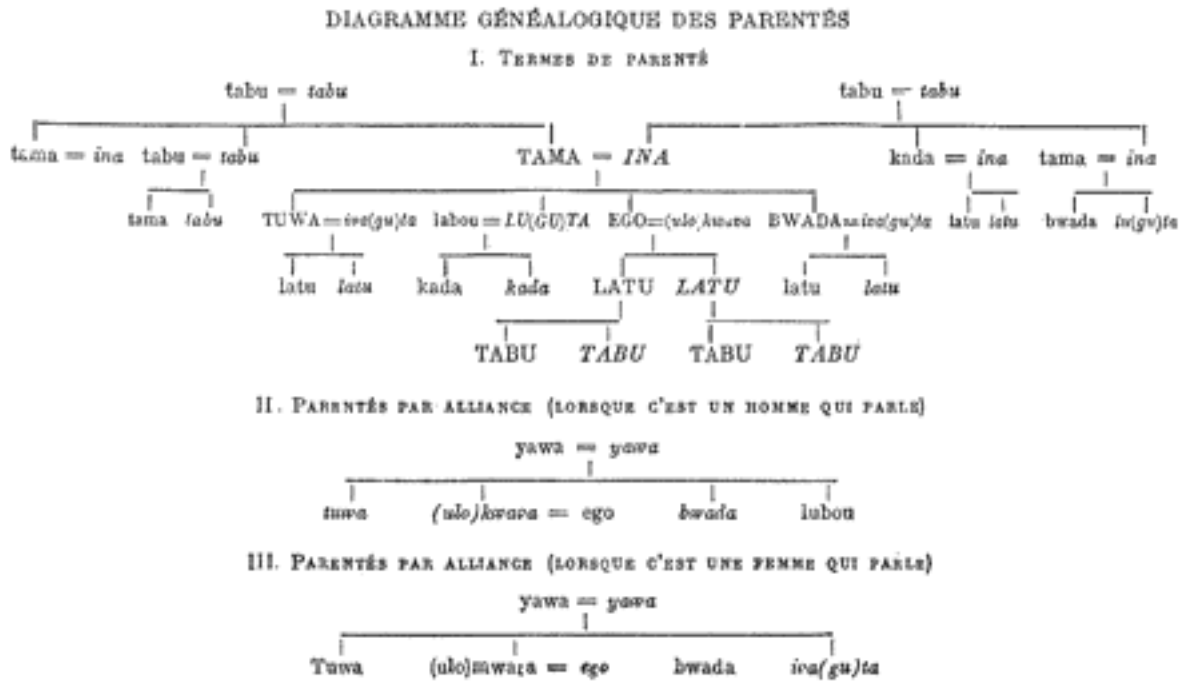 DIAGRAMME GÉNÉALOGIQUE DES PARENTÉS
I. TERMES DE PARENTÉ
tabu = tabu tabu = tabu
tama = ina tabu = tabu TAMA = INA kada = ina tama = ina
tama tabu TUWA = iva(gu)ta labou = LU(GU)TA EGO = (ulo)kwava BWADA = iva(gu)ta latu latu bwada lu(gu)ta
latu latu kada kada LATU LATU latu latu
TABU TABU TABU TABU
II. PARENTÉS PAR ALLIANCE (LORSQUE C'EST UN HOMME QUI PARLE)
yawa = yawa
tuwa (ulo)kwava = ego bwada lubou
III. PARENTÉS PAR ALLIANCE (LORSQUE C'EST UNE FEMME QUI PARLE)
yawa = yawa
Tuwa (ulo)mwala = ego bwada iva(gu)ta